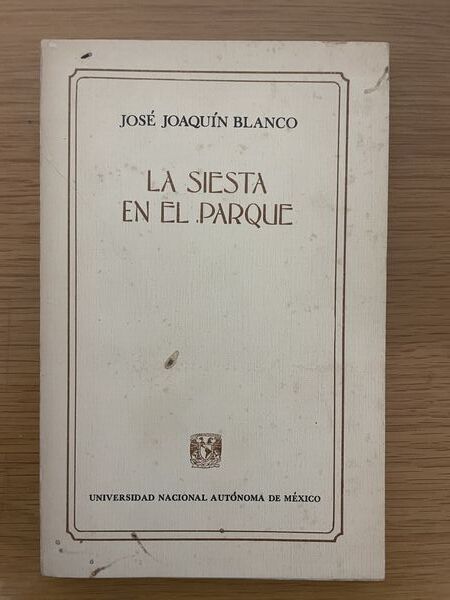 JOSÉ JOAQUÍN BLANCO
LA SIESTA
EN EL PARQUE
UNIVERSIDAD NACIONAL AUTÓNOMA DE MÉXICO